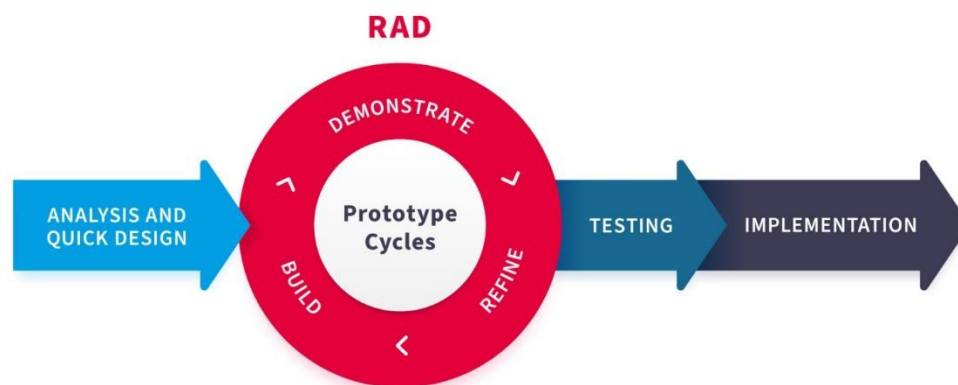 RAD
ANALYSIS AND
QUICK DESIGN
DEMONSTRATE
Prototype
Cycles
BUILD
REFINE
TESTING
IMPLEMENTATION